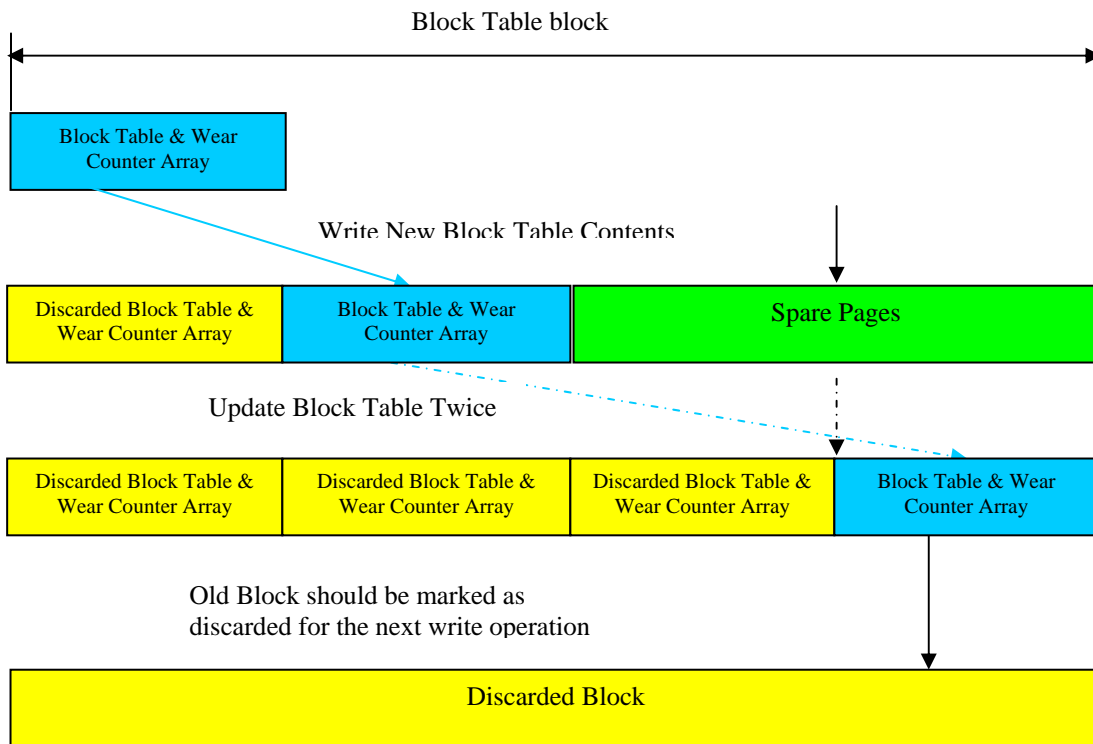 Block Table block
Block Table & Wear
Counter Array
Write New Block Table Contents
Discarded Block Table &
Wear Counter Array
Block Table & Wear
Counter Array
Spare Pages
Update Block Table Twice
Discarded Block Table &
Wear Counter Array
Discarded Block Table &
Wear Counter Array
Discarded Block Table &
Wear Counter Array
Block Table & Wear
Counter Array
Old Block should be marked as
discarded for the next write operation
Discarded Block